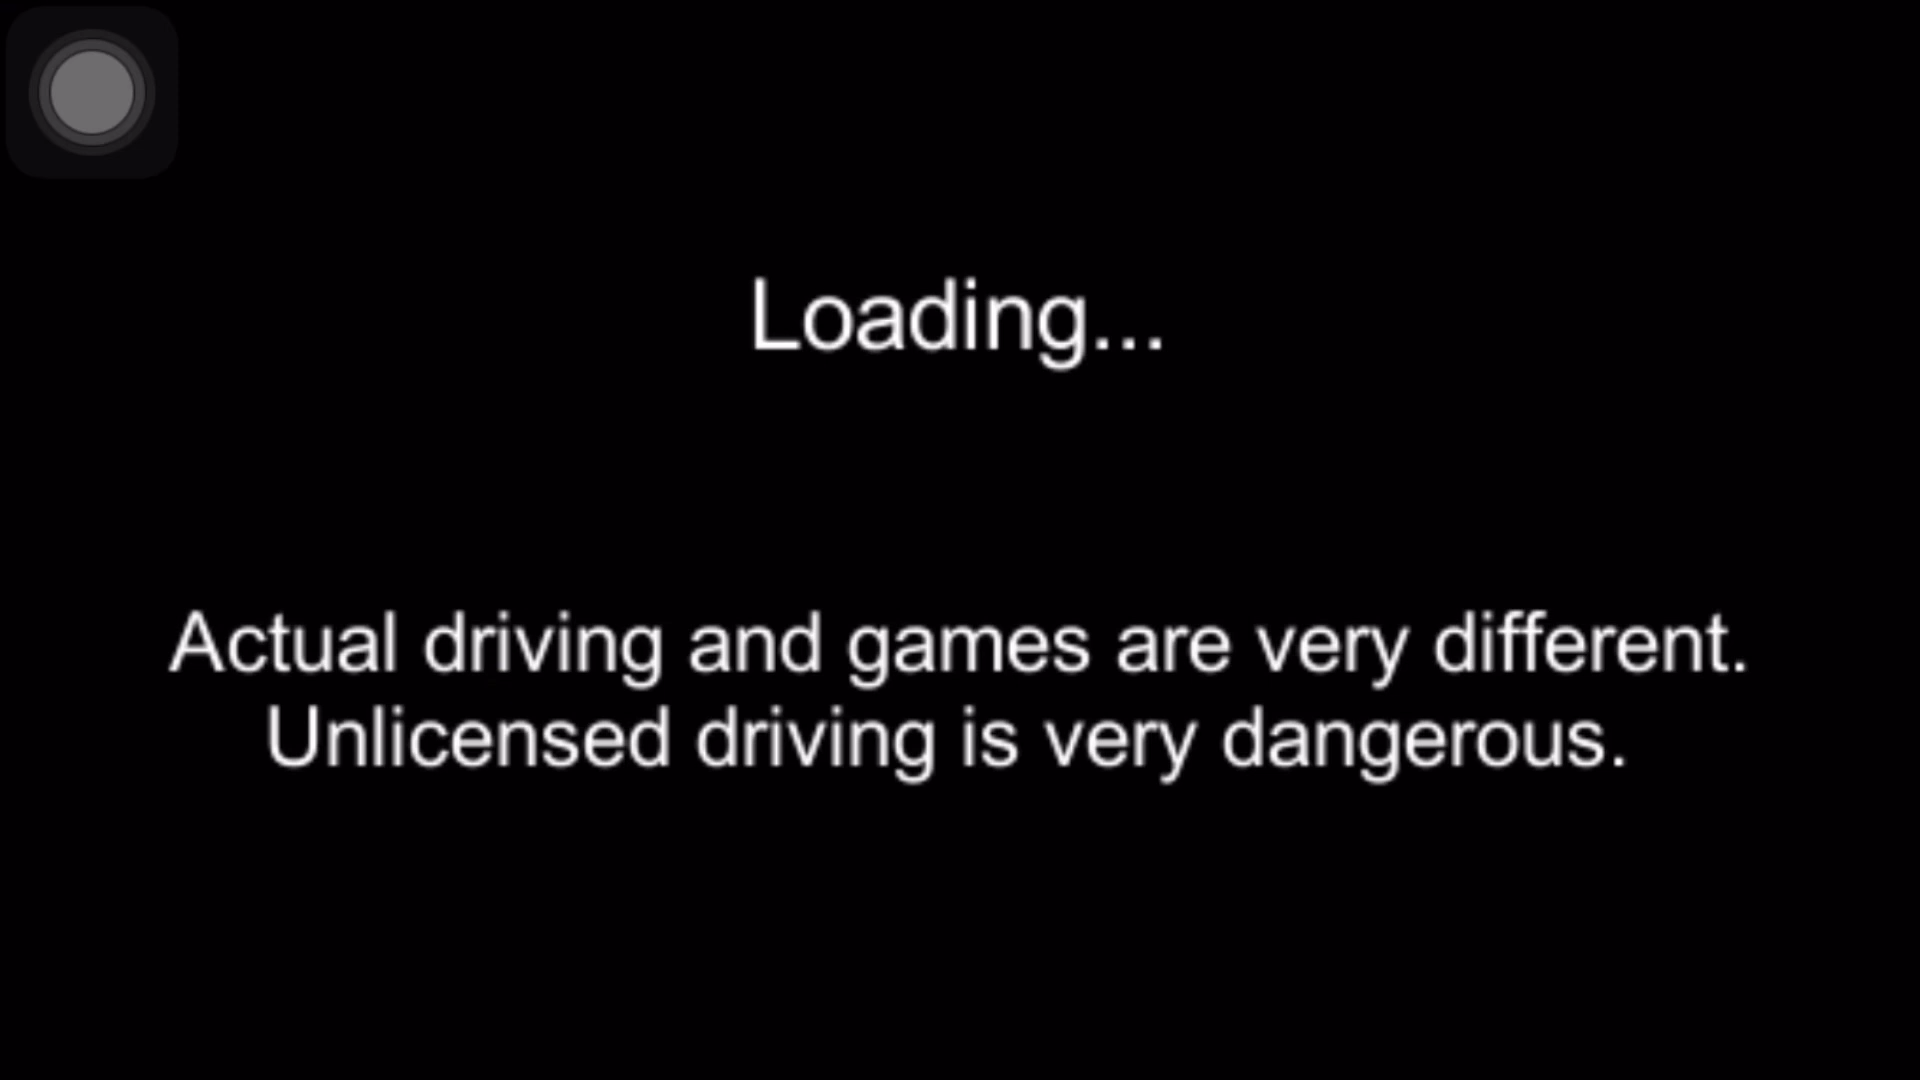 Loading...
Actual driving and games are very different.
Unlicensed driving is very dangerous.